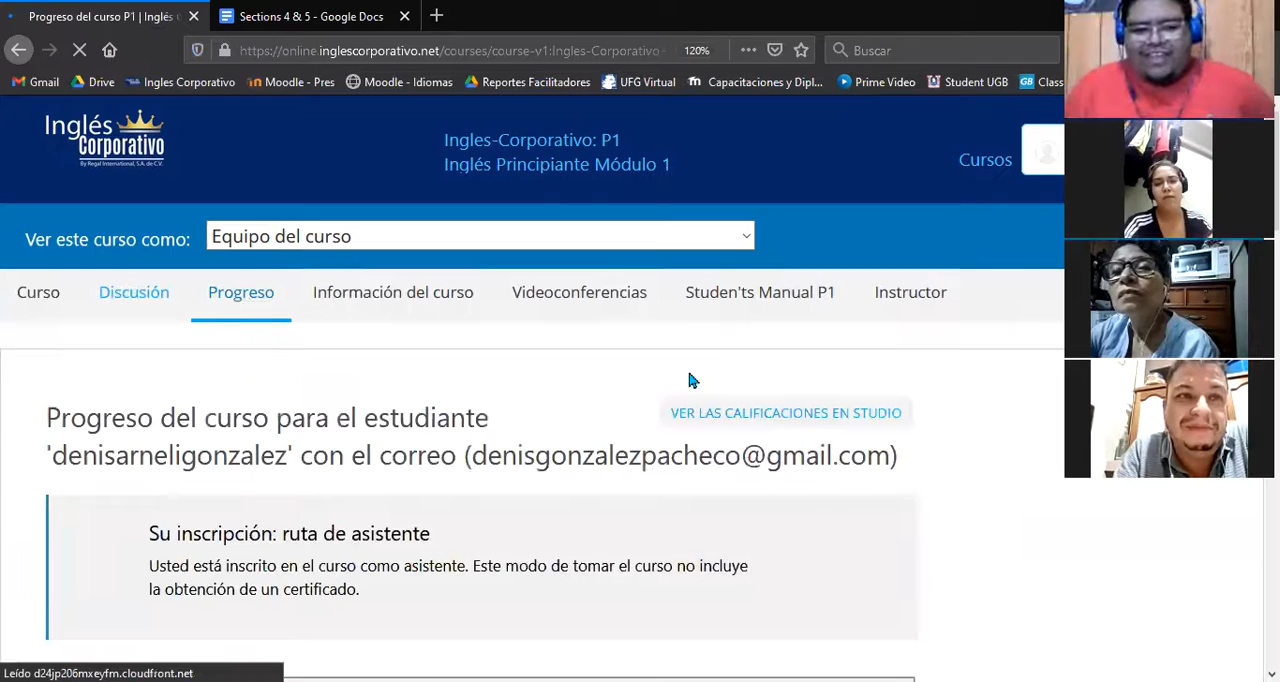 Progreso del curso P1 | Inglés
Sections 4 & 5 - Google Docs
https://online.inglescorporativo.net/courses/course-v1:Ingles-Corporativo
120%
Buscar
Gmail
Drive
Ingles Corporativo
Moodle - Pres
Moodle - Idiomas
Reportes Facilitadores
UFG Virtual
Capacitaciones y Dipl...
Prime Video
Student UGB
GB Class
Inglés
Corporativo
By Regal International, S.A. de C.V.
Ingles-Corporativo: P1
Inglés Principiante Módulo 1
Cursos
Ver este curso como:
Equipo del curso
Curso
Discusión
Progreso
Información del curso
Videoconferencias
Studen'ts Manual P1
Instructor
Progreso del curso para el estudiante
'denisarneligonzalez' con el correo (denisgonzalezpacheco@gmail.com)
VER LAS CALIFICACIONES EN STUDIO
Su inscripción: ruta de asistente
Usted está inscrito en el curso como asistente. Este modo de tomar el curso no incluye
la obtención de un certificado.
Leído d24jp206mxeyfm.cloudfront.net